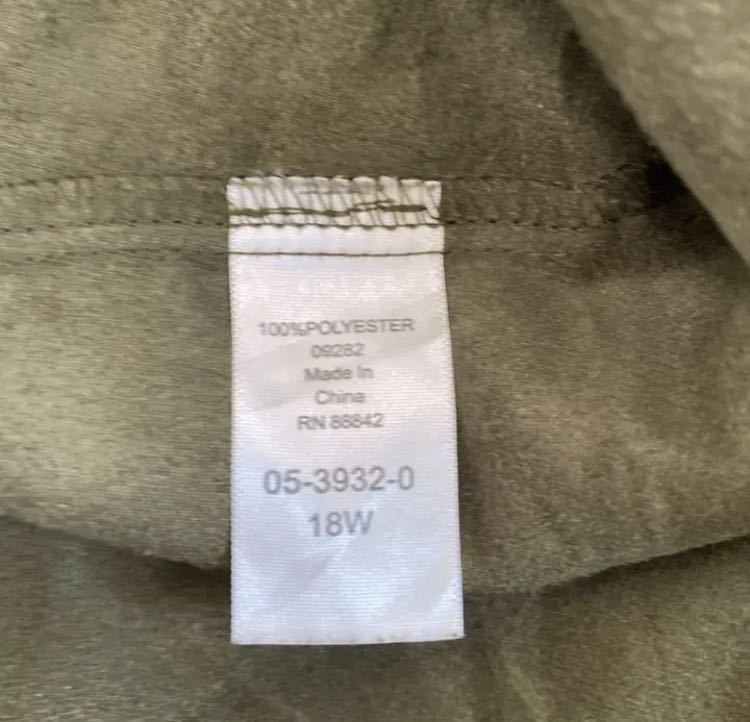 100%POLYESTER
09282
Made In
China
RN 88842
05-3932-0
18W